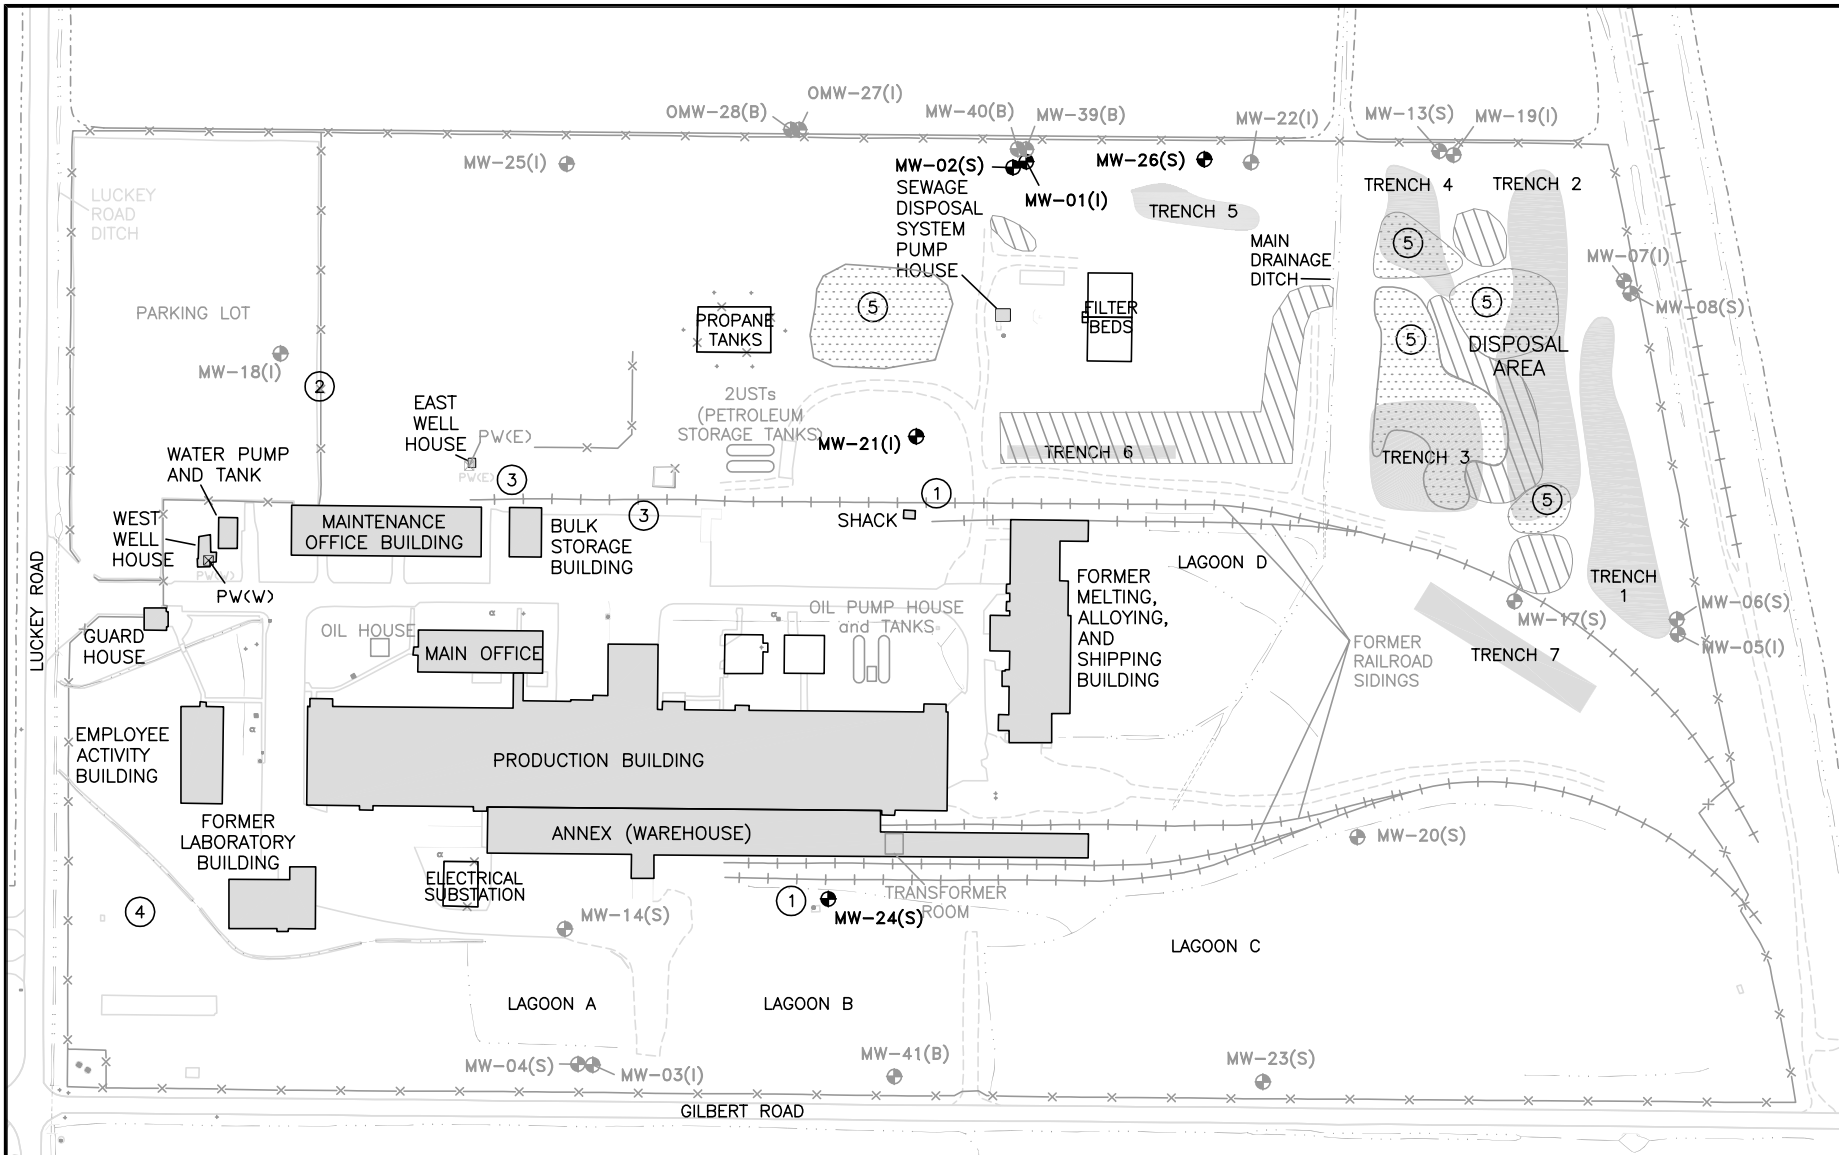 OMW-28(B)
OMW-27(I)
MW-40(B)
MW-39(B)
MW-22(I)
MW-13(S)
MW-19(I)
MW-25(I)
MW-02(S)
MW-26(S)
MW-01(I)
SEWAGE
DISPOSAL
SYSTEM
PUMP
HOUSE
TRENCH 5
TRENCH 4
TRENCH 2
LUCKEY
ROAD
DITCH
MAIN
DRAINAGE
DITCH
5
MW-07(I)
MW-08(S)
5
5
5
DISPOSAL
AREA
PARKING LOT
PROPANE
TANKS
FILTER
BEDS
MW-18(I)
2
2USTs
(PETROLEUM
STORAGE TANKS)
EAST
WELL
HOUSE
PW(E)
PW(E)
MW-21(I)
TRENCH 6
TRENCH 3
WATER PUMP
AND TANK
3
1
5
3
SHACK
WEST
WELL
HOUSE
MAINTENANCE
OFFICE BUILDING
BULK
STORAGE
BUILDING
PW(W)
PW(W)
LAGOON D
FORMER
MELTING,
ALLOYING,
AND
SHIPPING
BUILDING
TRENCH
1
MW-06(S)
MW-17(S)
MW-05(I)
LUCKEY ROAD
GUARD
HOUSE
OIL HOUSE
MAIN OFFICE
OIL PUMP HOUSE
and TANKS
FORMER
RAILROAD
SIDINGS
TRENCH 7
EMPLOYEE
ACTIVITY
BUILDING
PRODUCTION BUILDING
FORMER
LABORATORY
BUILDING
ANNEX (WAREHOUSE)
MW-20(S)
ELECTRICAL
SUBSTATION
TRANSFORMER
ROOM
4
1
MW-24(S)
MW-14(S)
LAGOON C
LAGOON A
LAGOON B
MW-04(S)
MW-03(I)
MW-41(B)
MW-23(S)
GILBERT ROAD